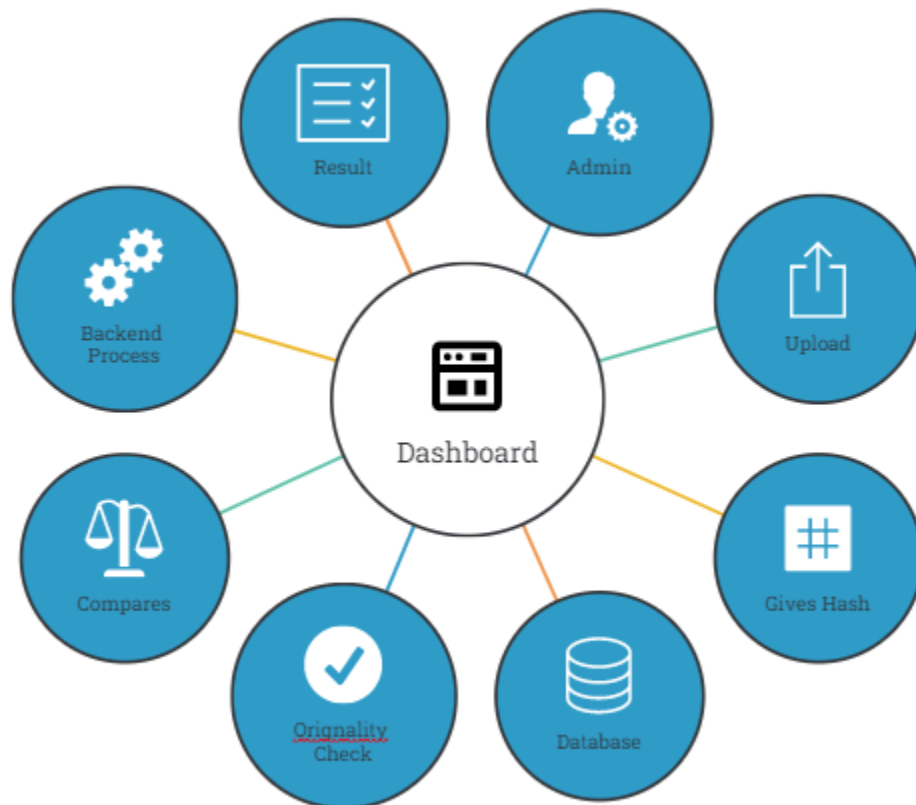 Result
Admin
Backend
Process
Upload
Dashboard
Compares
Gives Hash
Orignality
Check
Database